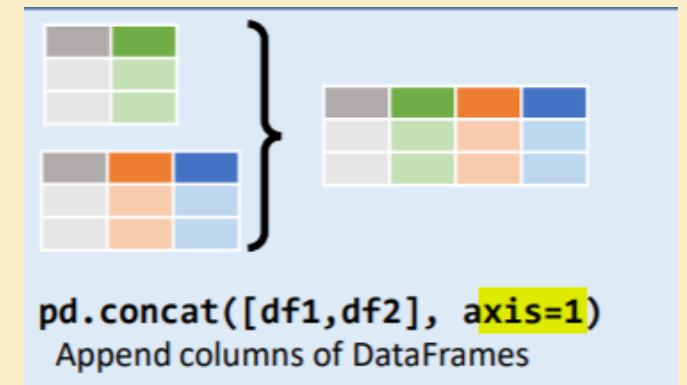 pd.concat([df1,df2], axis=1)
Append columns of DataFrames